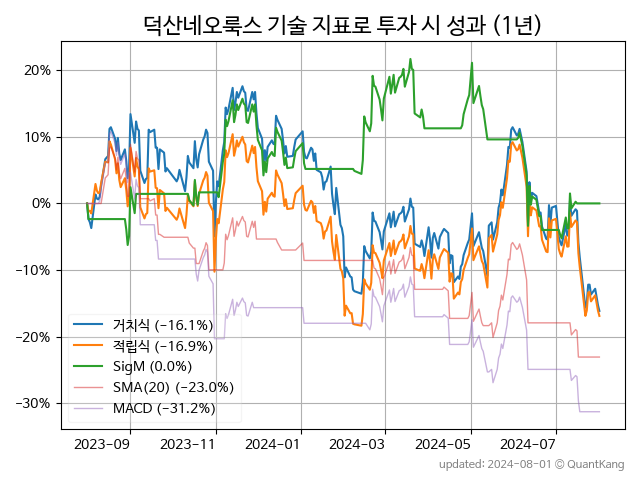 덕산네오룩스 기술 지표로 투자 시 성과 (1년)
20%
10%
0%
−10%
−20%
−30%
거치식 (−16.1%)
적립식 (−16.9%)
SigM (0.0%)
SMA(20) (−23.0%)
MACD (−31.2%)
2023-09 2023-11 2024-01 2024-03 2024-05 2024-07
updated: 2024-08-01 © QuantKang